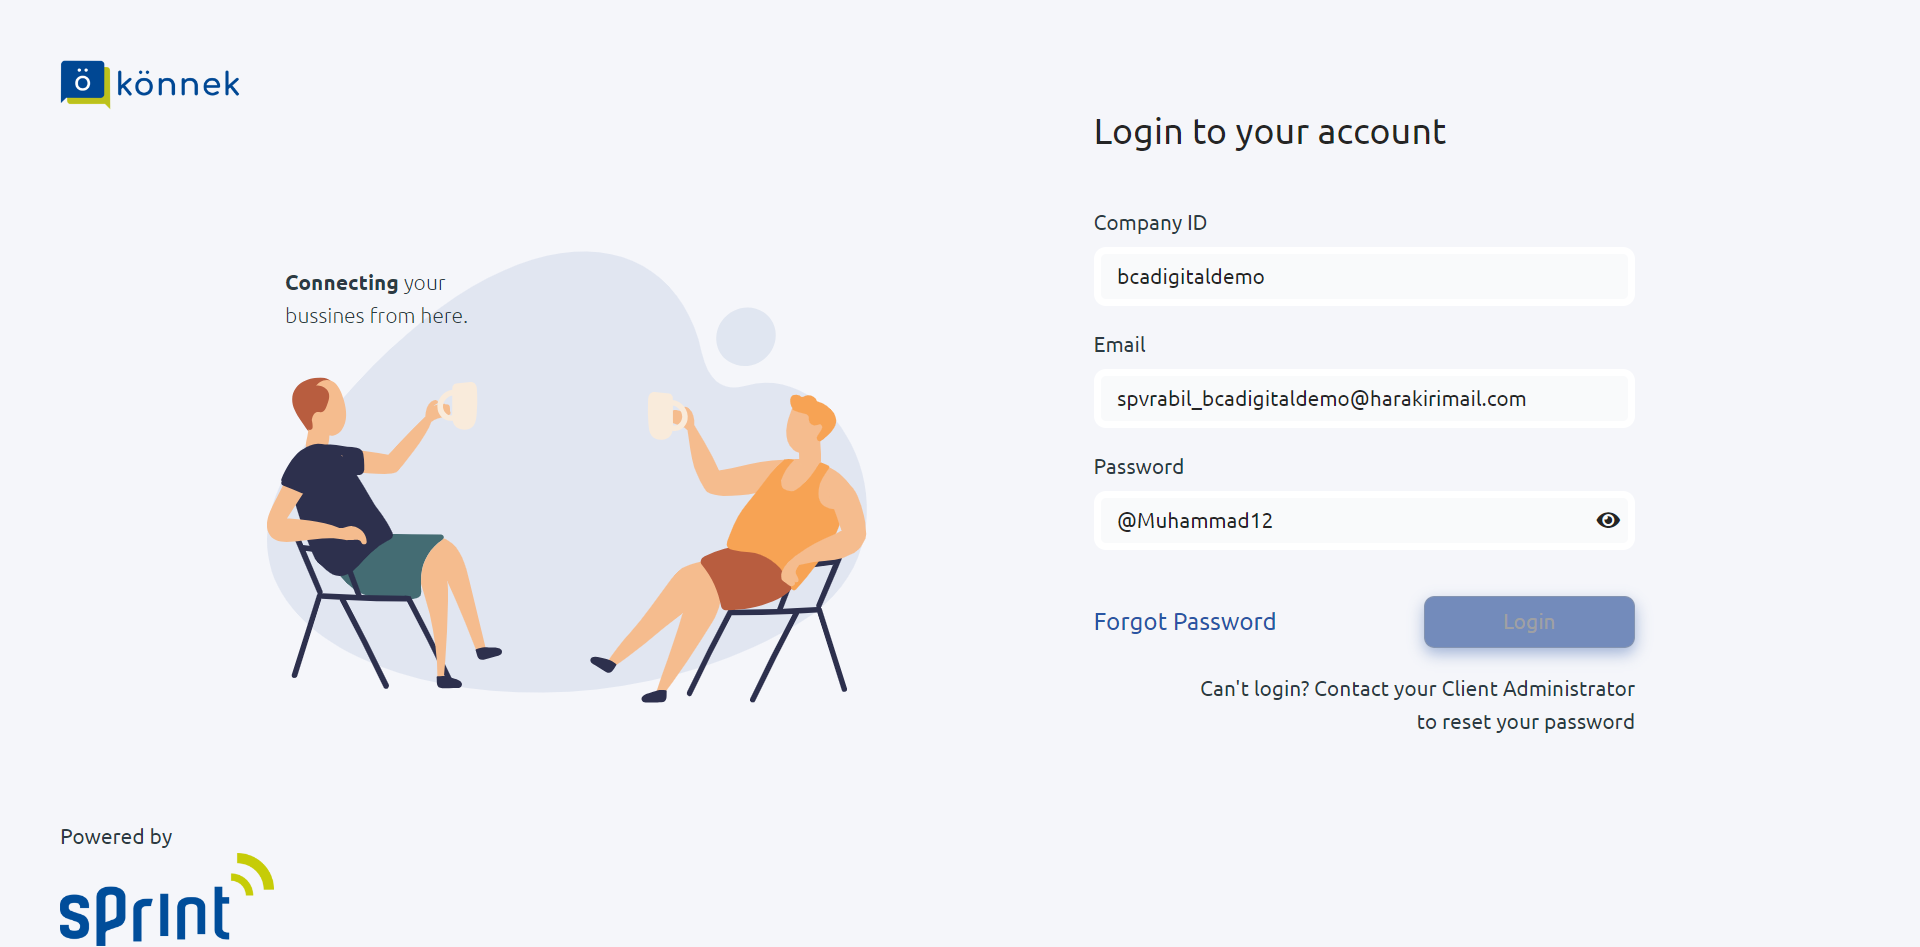 ö könnek
Connecting your
bussines from here.
Login to your account
Company ID
bcadigitaldemo
Email
spvrabil_bcadigitaldemo@harakirimail.com
Password
@Muhammad12
Forgot Password
Login
Can't login? Contact your Client Administrator
to reset your password
Powered by
sprint